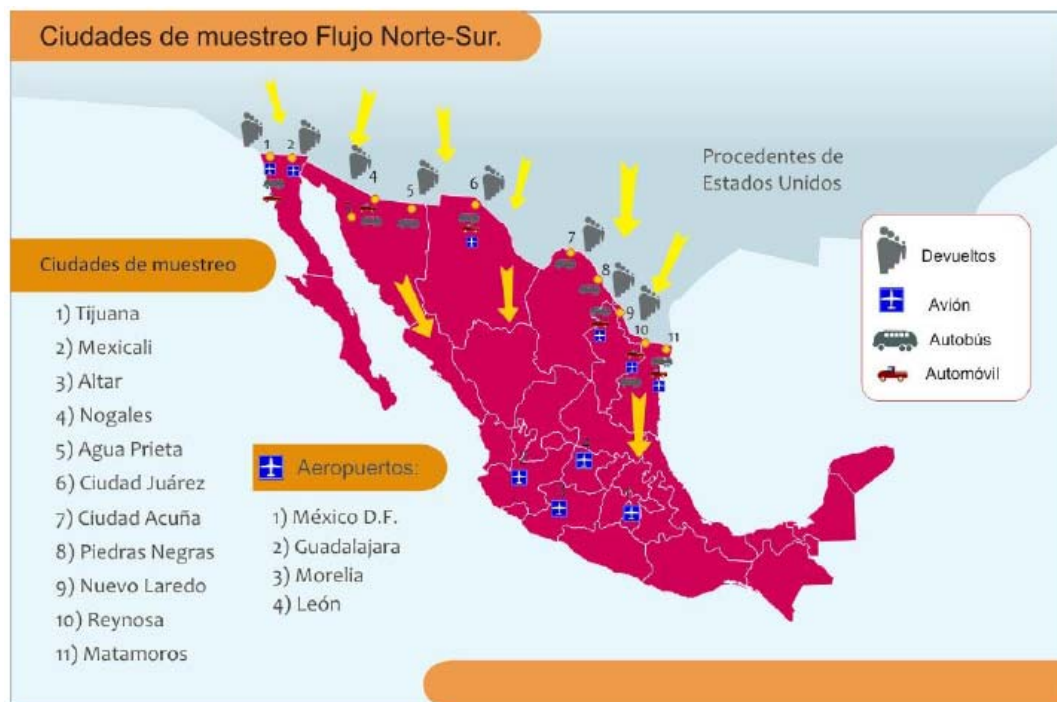 Ciudades de muestreo Flujo Norte-Sur.
Procedentes de
Estados Unidos
1
2
4
5
6
7
8
9
10
11
Devueltos
Avión
Autobús
Automóvil
Ciudades de muestreo
1) Tijuana
2) Mexicali
3) Altar
4) Nogales
5) Agua Prieta
6) Ciudad Juárez
7) Ciudad Acuña
8) Piedras Negras
9) Nuevo Laredo
10) Reynosa
11) Matamoros
Aeropuertos:
1) México D.F.
2) Guadalajara
3) Morelia
4) León